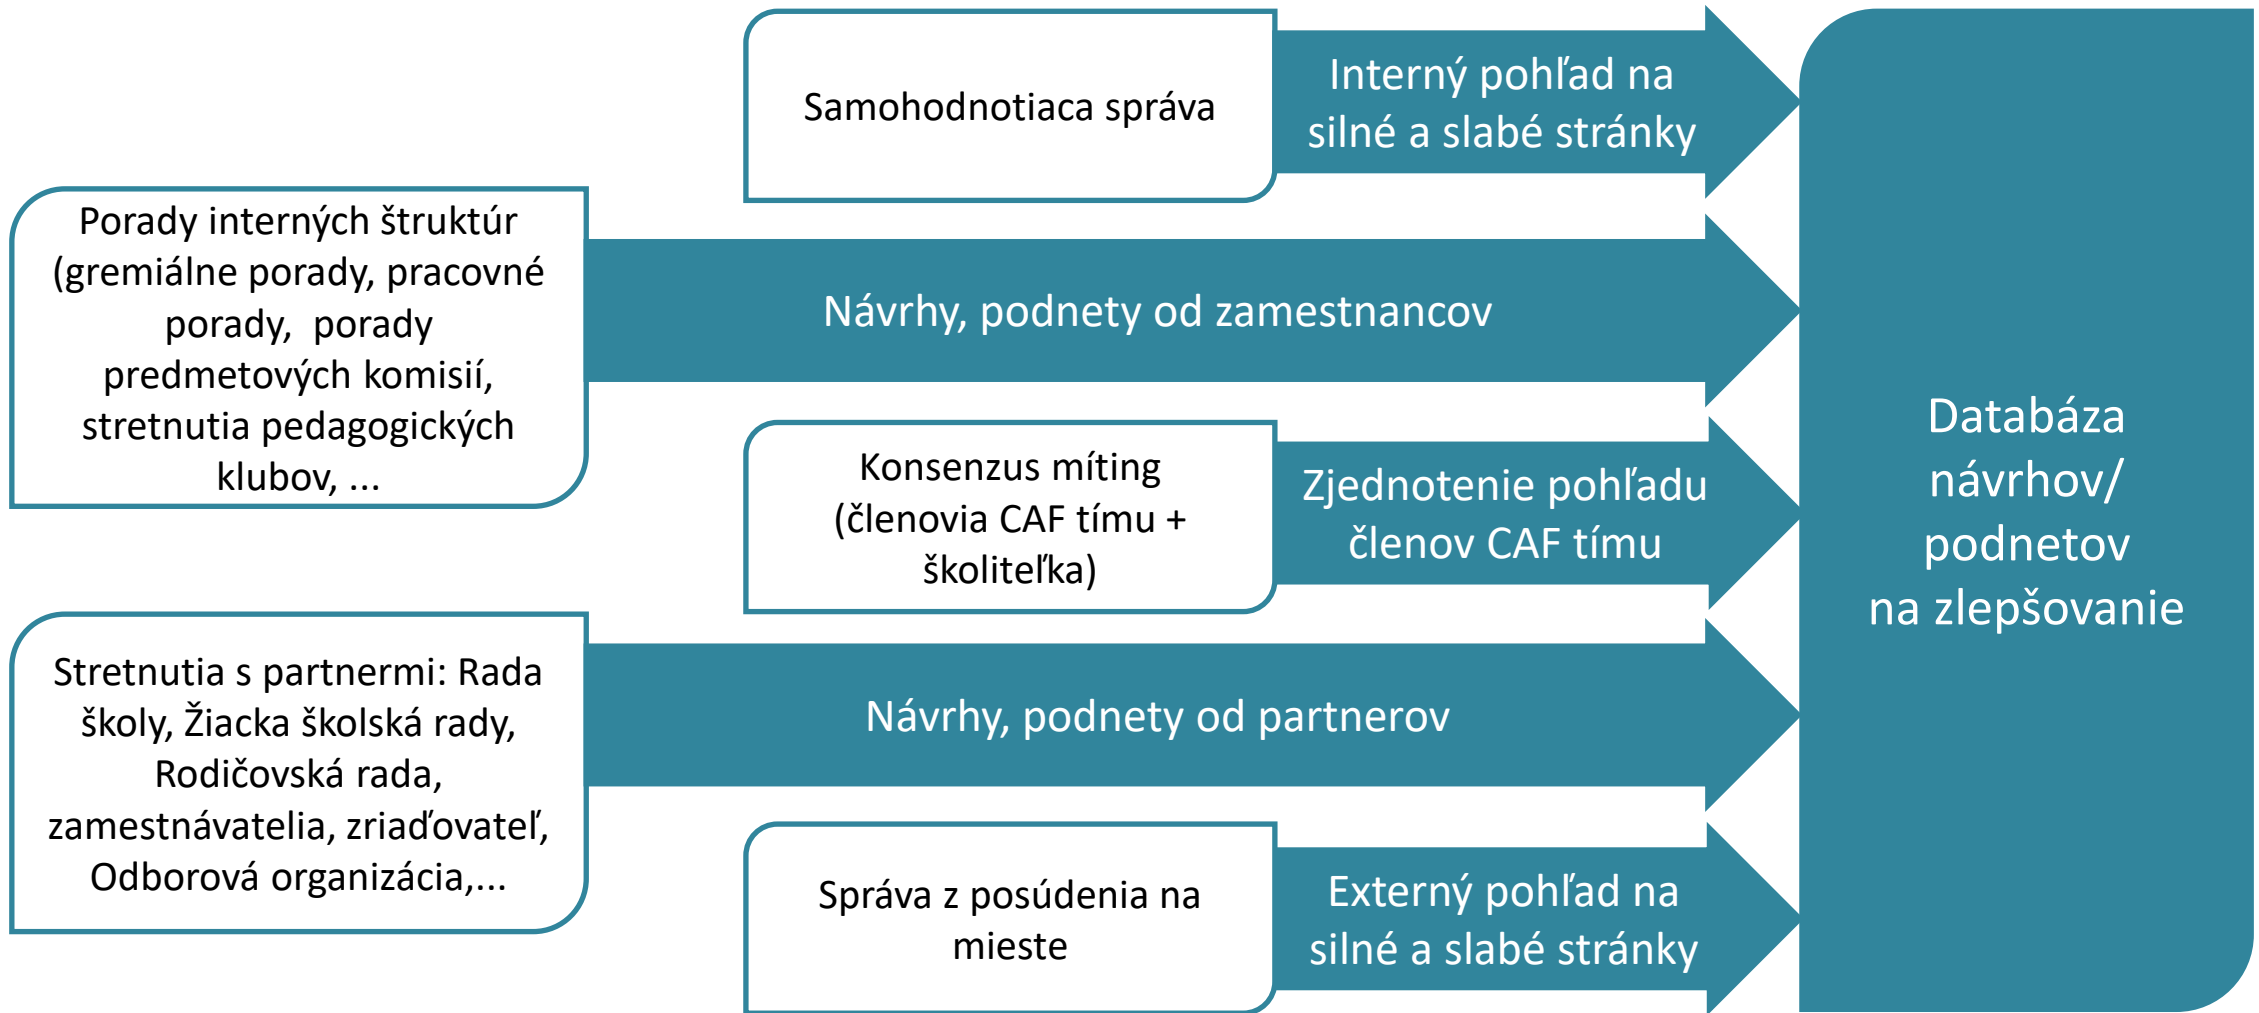 Samohodnotiaca správa
Interný pohľad na
silné a slabé stránky
Porady interných štruktúr
(gremiálne porady, pracovné
porady,  porady
predmetových komisií,
stretnutia pedagogických
klubov, ...
Návrhy, podnety od zamestnancov
Konsenzus míting
(členovia CAF tímu +
školiteľka)
Zjednotenie pohľadu
členov CAF tímu
Stretnutia s partnermi: Rada
školy, Žiacka školská rady,
Rodičovská rada,
zamestnávatelia, zriaďovateľ,
Odborová organizácia,...
Návrhy, podnety od partnerov
Správa z posúdenia na
mieste
Externý pohľad na
silné a slabé stránky
Databáza
návrhov/
podnetov
na zlepšovanie